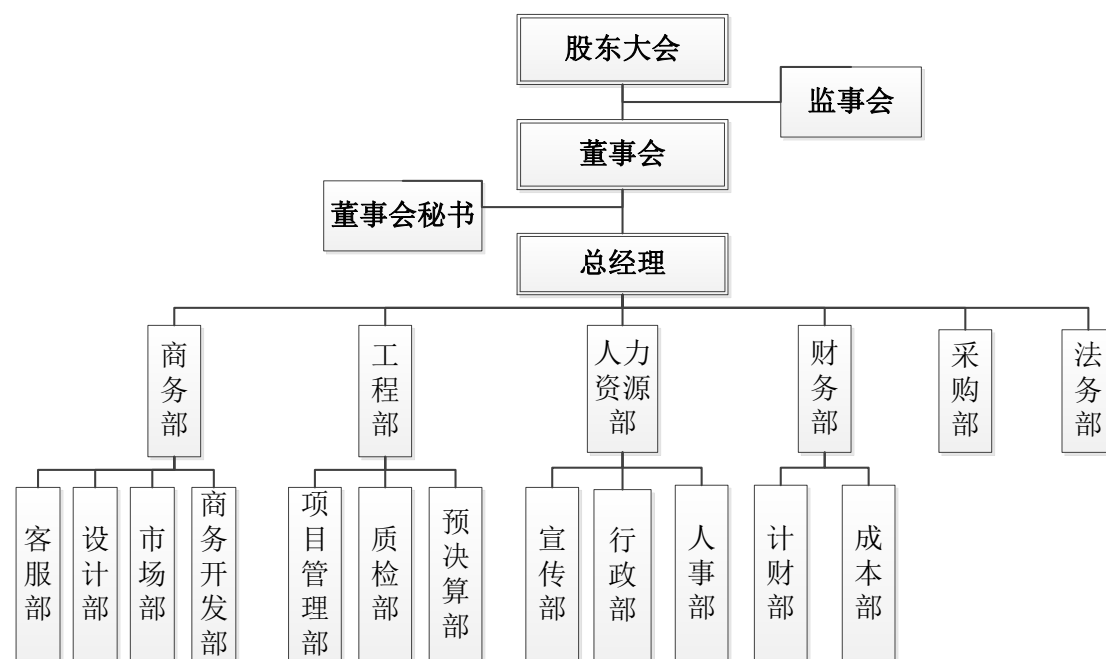 股东大会
监事会
董事会
董事会秘书
总经理
商务部
工程部
人力资源部
财务部
采购部
法务部
客服部
设计部
市场部
商务开发部
项目管理部
质检部
预决算部
宣传部
行政部
人事部
计财部
成本部